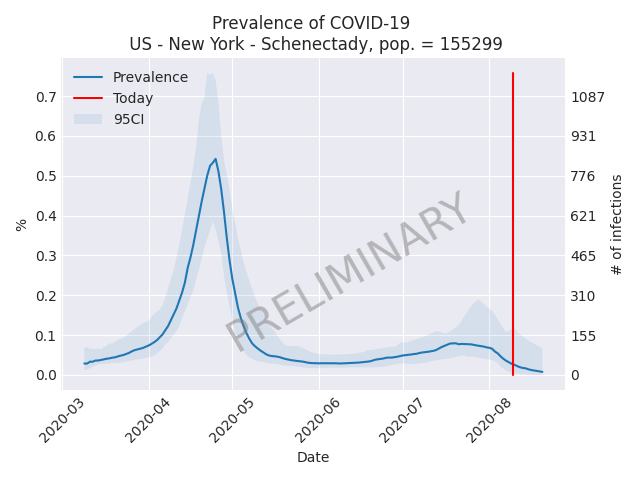 Prevalence of COVID-19
US - New York - Schenectady, pop. = 155299
Prevalence
Today
95CI
0.7
0.6
0.5
0.4
0.3
0.2
0.1
0.0
%
1087
931
776
621
465
310
155
0
# of infections
PRELIMINARY
2020-03
2020-04
2020-05
2020-06
2020-07
2020-08
Date